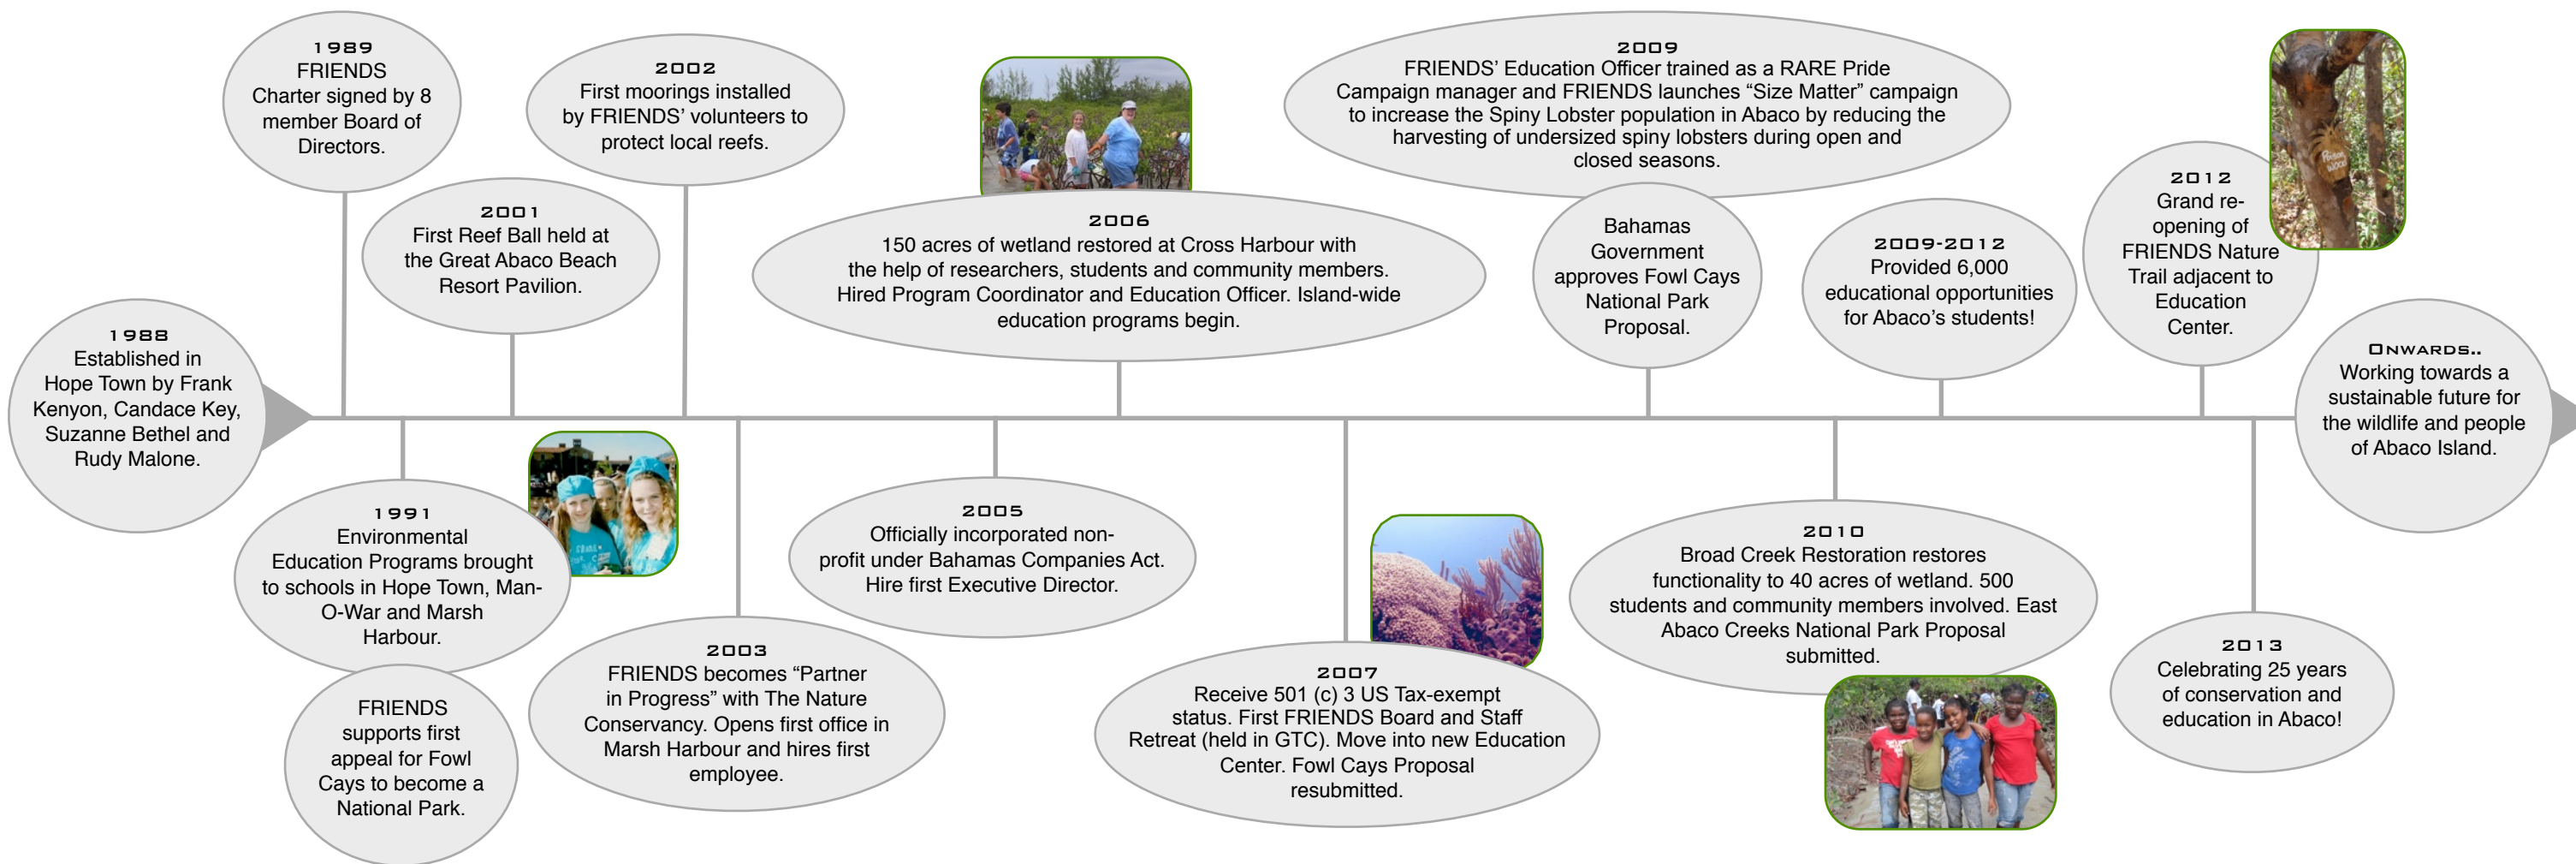 1988
Established in
Hope Town by Frank
Kenyon, Candace Key,
Suzanne Bethel and
Rudy Malone.
1989
FRIENDS
Charter signed by 8
member Board of
Directors.
1991
Environmental
Education Programs brought
to schools in Hope Town, Man-
O-War and Marsh
Harbour.
FRIENDS
supports first
appeal for Fowl
Cays to become a
National Park.
2001
First Reef Ball held at
the Great Abaco Beach
Resort Pavilion.
2002
First moorings installed
by FRIENDS’ volunteers to
protect local reefs.
2003
FRIENDS becomes “Partner
in Progress” with The Nature
Conservancy. Opens first office in
Marsh Harbour and hires first
employee.
2005
Officially incorporated non-
profit under Bahamas Companies Act.
Hire first Executive Director.
2006
150 acres of wetland restored at Cross Harbour with
the help of researchers, students and community members.
Hired Program Coordinator and Education Officer. Island-wide
education programs begin.
2007
Receive 501 (c) 3 US Tax-exempt
status. First FRIENDS Board and Staff
Retreat (held in GTC). Move into new Education
Center. Fowl Cays Proposal
resubmitted.
2009
FRIENDS’ Education Officer trained as a RARE Pride
Campaign manager and FRIENDS launches “Size Matter” campaign
to increase the Spiny Lobster population in Abaco by reducing the
harvesting of undersized spiny lobsters during open and
closed seasons.
Bahamas
Government
approves Fowl Cays
National Park
Proposal.
2010
Broad Creek Restoration restores
functionality to 40 acres of wetland. 500
students and community members involved. East
Abaco Creeks National Park Proposal
submitted.
2009-2012
Provided 6,000
educational opportunities
for Abaco’s students!
2012
Grand re-
opening of
FRIENDS Nature
Trail adjacent to
Education
Center.
Poison
Wood
2013
Celebrating 25 years
of conservation and
education in Abaco!
Onwards..
Working towards a
sustainable future for
the wildlife and people
of Abaco Island.